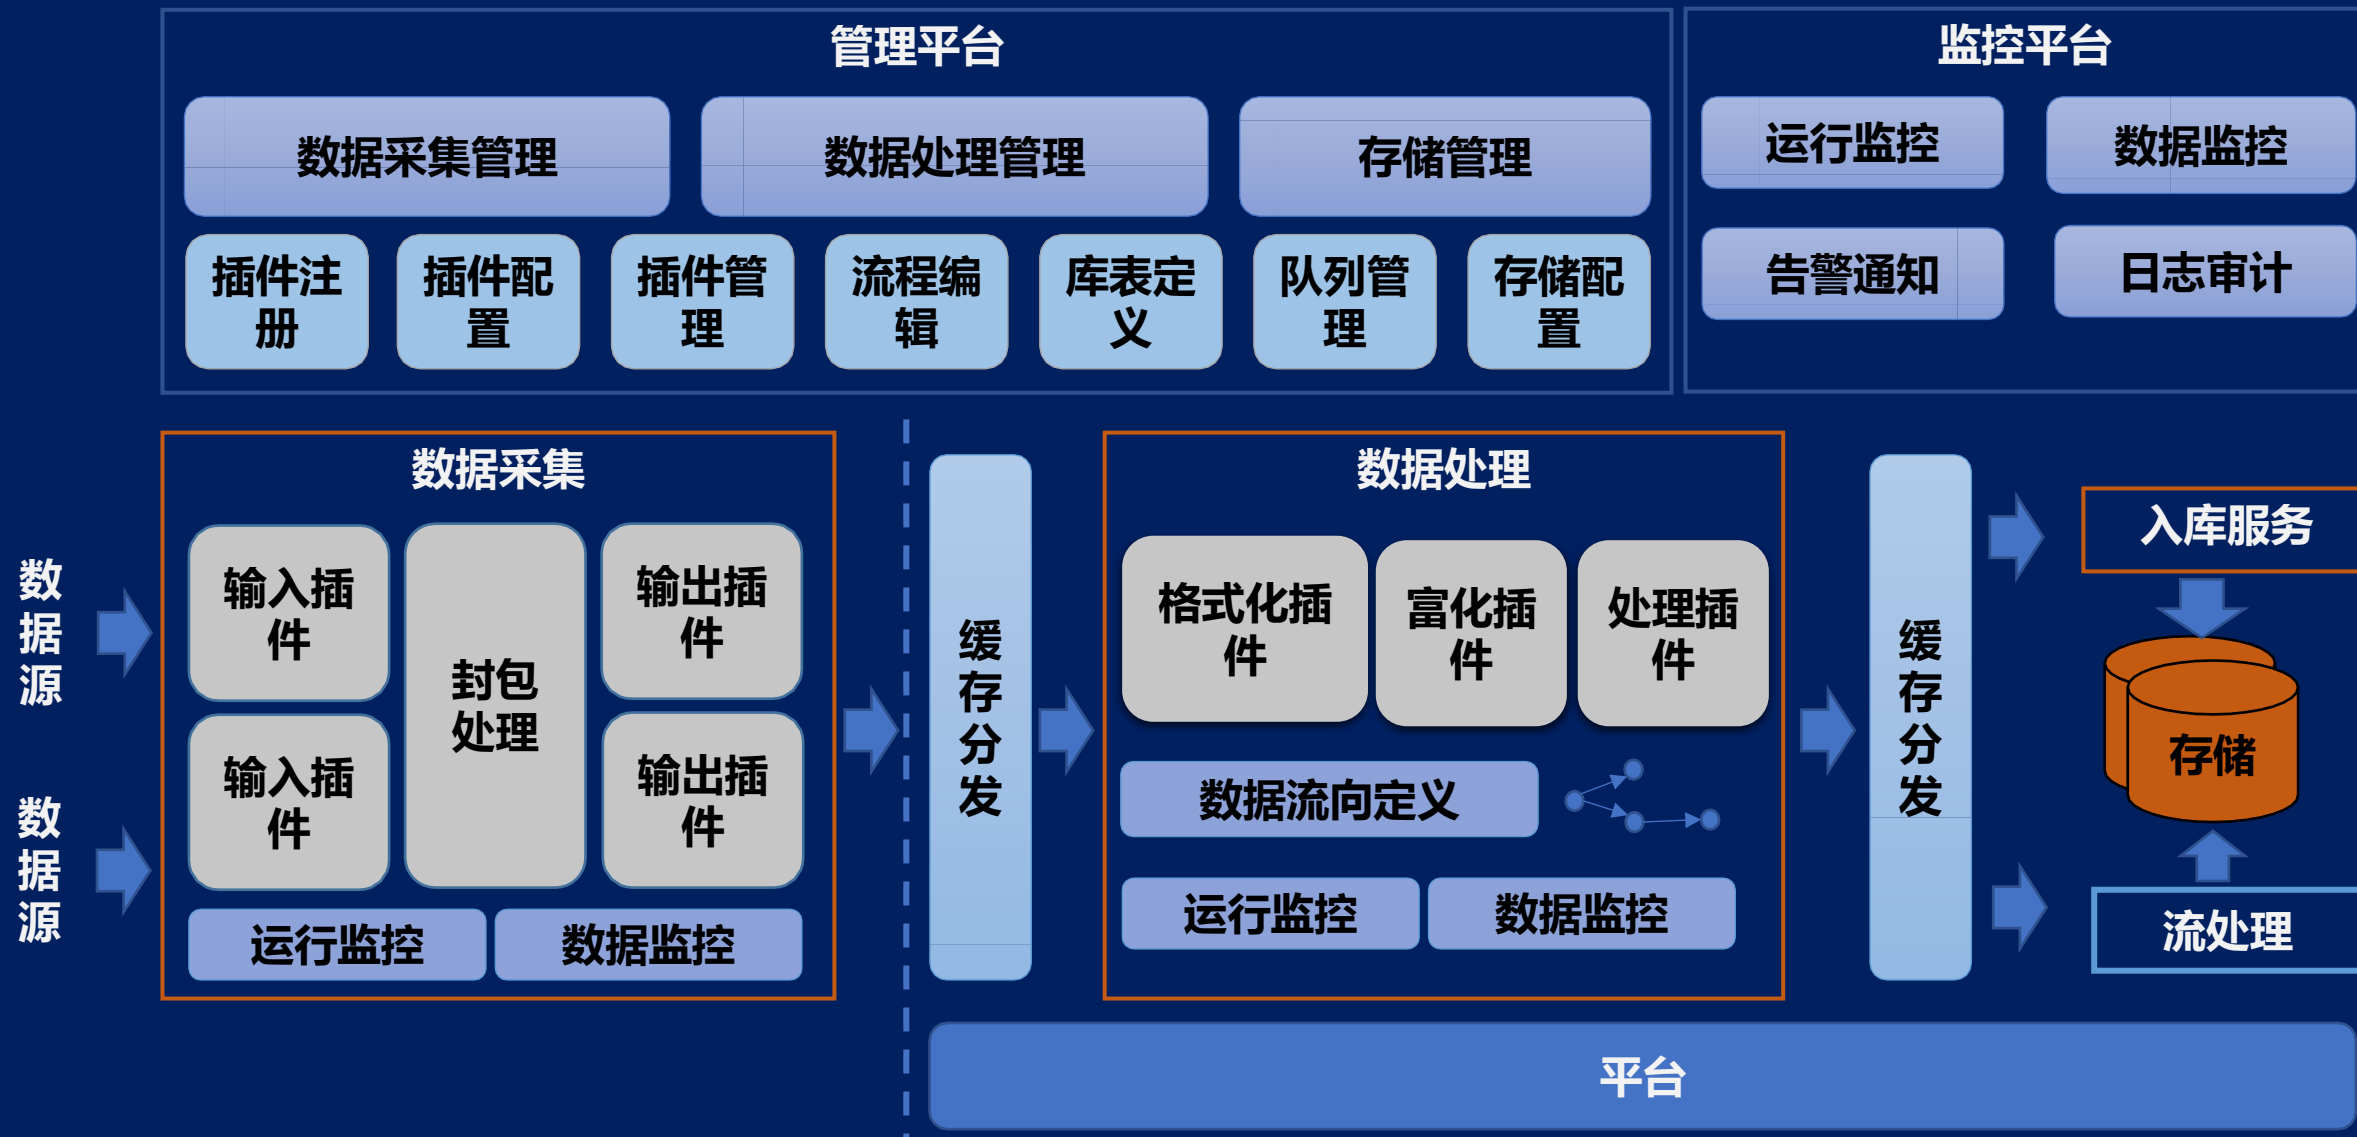 管理平台
监控平台
数据采集管理
数据处理管理
存储管理
运行监控
数据监控
插件注
册
插件配
置
插件管
理
流程编
辑
库表定
义
队列管
理
存储配
置
告警通知
日志审计
数
据
源
数
据
源
数据采集
输入插
件
输入插
件
封包
处理
输出插
件
输出插
件
运行监控
数据监控
缓
存
分
发
数据处理
格式化插
件
富化插
件
处理插
件
数据流向定义
运行监控
数据监控
缓
存
分
发
入库服务
存储
流处理
平台